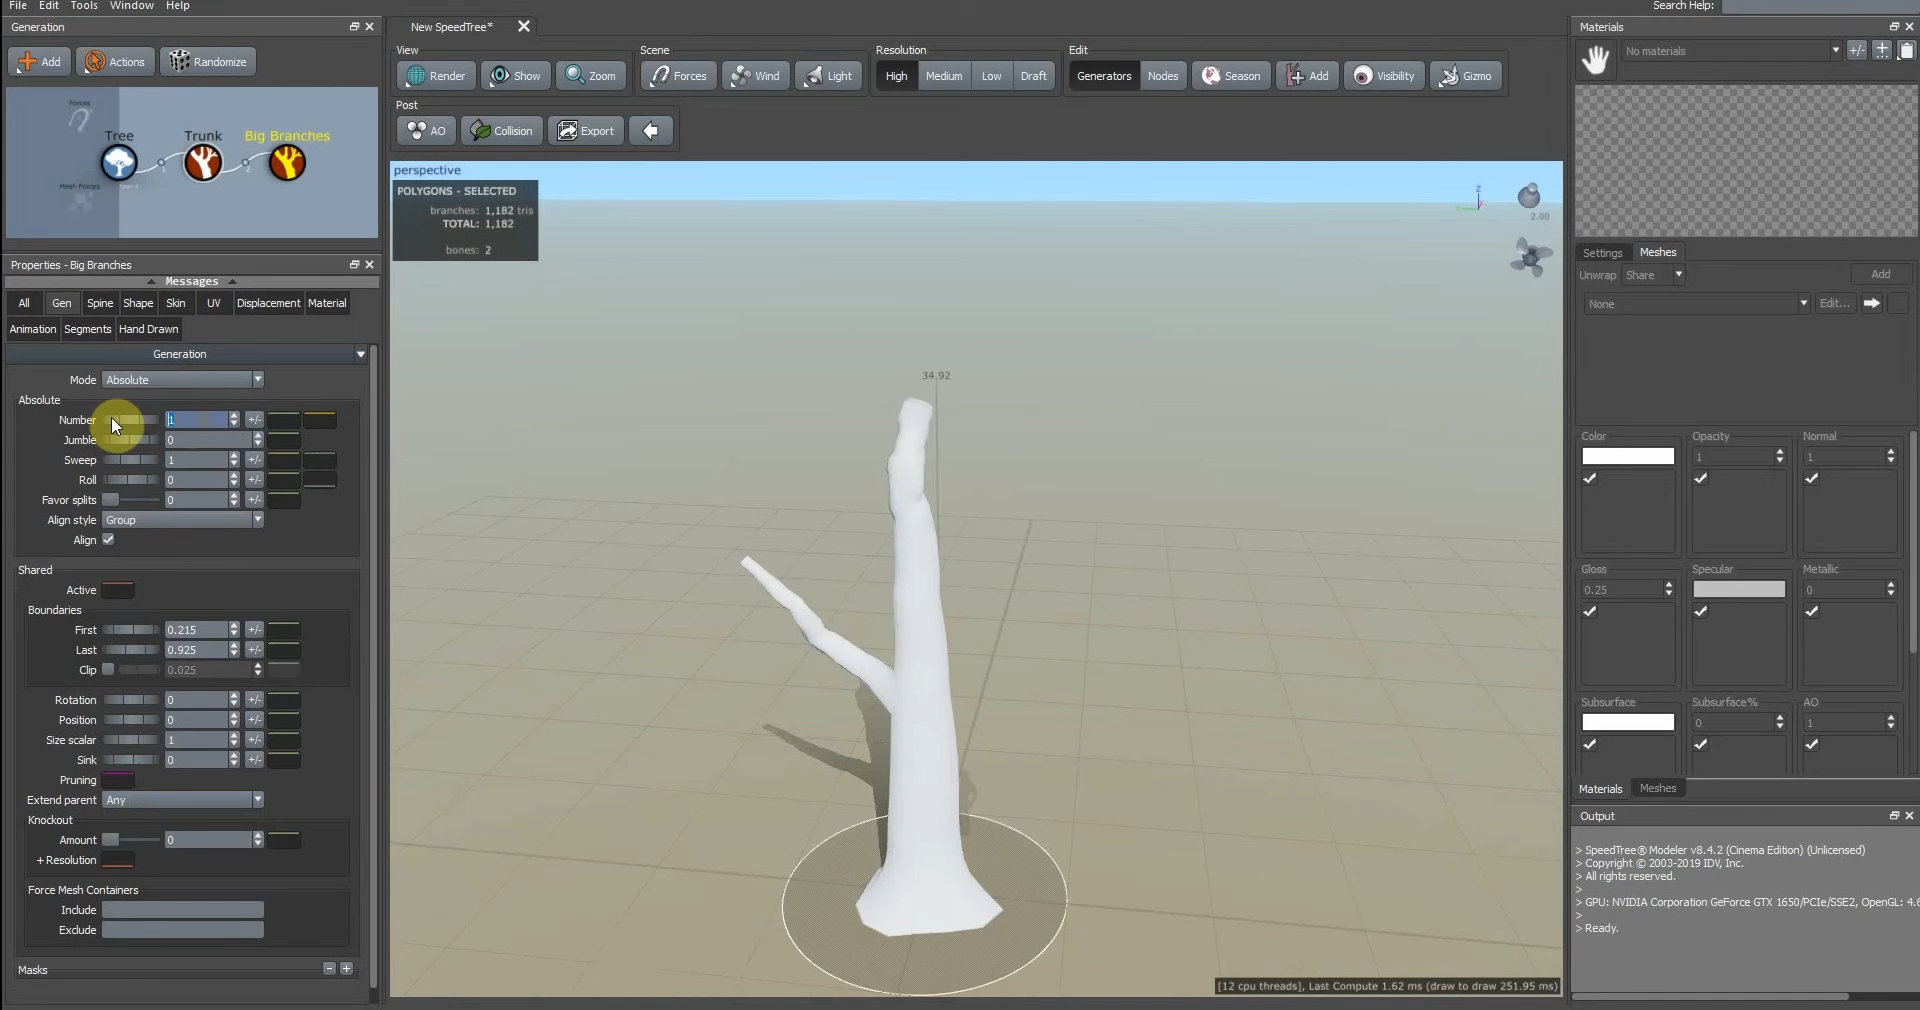 File Edit Tools Window Help
Search Help:
Generation
Add Actions Randomize
Forces
Tree Trunk Big Branches
1 2
Mesh Forces
New SpeedTree*
View Scene Resolution Edit
Render Show Zoom Forces Wind Light High Medium Low Draft Generators Nodes Season Add Visibility Gizmo
Post
AO Collision Export
perspective
POLYGONS - SELECTED
branches: 1,182 tris
TOTAL: 1,182
bones: 2
z
2.00
34.92
[12 cpu threads], Last Compute 1.62 ms (draw to draw 251.95 ms)
Properties - Big Branches
Messages
All Gen Spine Shape Skin UV Displacement Material
Animation Segments Hand Drawn
Generation
Mode Absolute
Absolute
Number 1 +/-
Jumble 0
Sweep 1 +/-
Roll 0 +/-
Favor splits 0 +/-
Align style Group
Align
Shared
Active
Boundaries
First 0.215 +/-
Last 0.925 +/-
Clip 0.025
Rotation 0 +/-
Position 0 +/-
Size scalar 1 +/-
Sink 0 +/-
Pruning
Extend parent Any
Knockout
Amount 0
+ Resolution
Force Mesh Containers
Include
Exclude
Masks - +
Materials
No materials +/- +
Settings Meshes
Unwrap Share Add
None Edit...
Color Opacity Normal
1 1
Gloss Specular Metallic
0.25 0
Subsurface Subsurface% AO
0 1
Materials Meshes
Output
> SpeedTree® Modeler v8.4.2 (Cinema Edition) (Unlicensed)
> Copyright © 2003-2019 IDV, Inc.
> All rights reserved.
>
> GPU: NVIDIA Corporation GeForce GTX 1650/PCIe/SSE2, OpenGL: 4.6
>
> Ready.